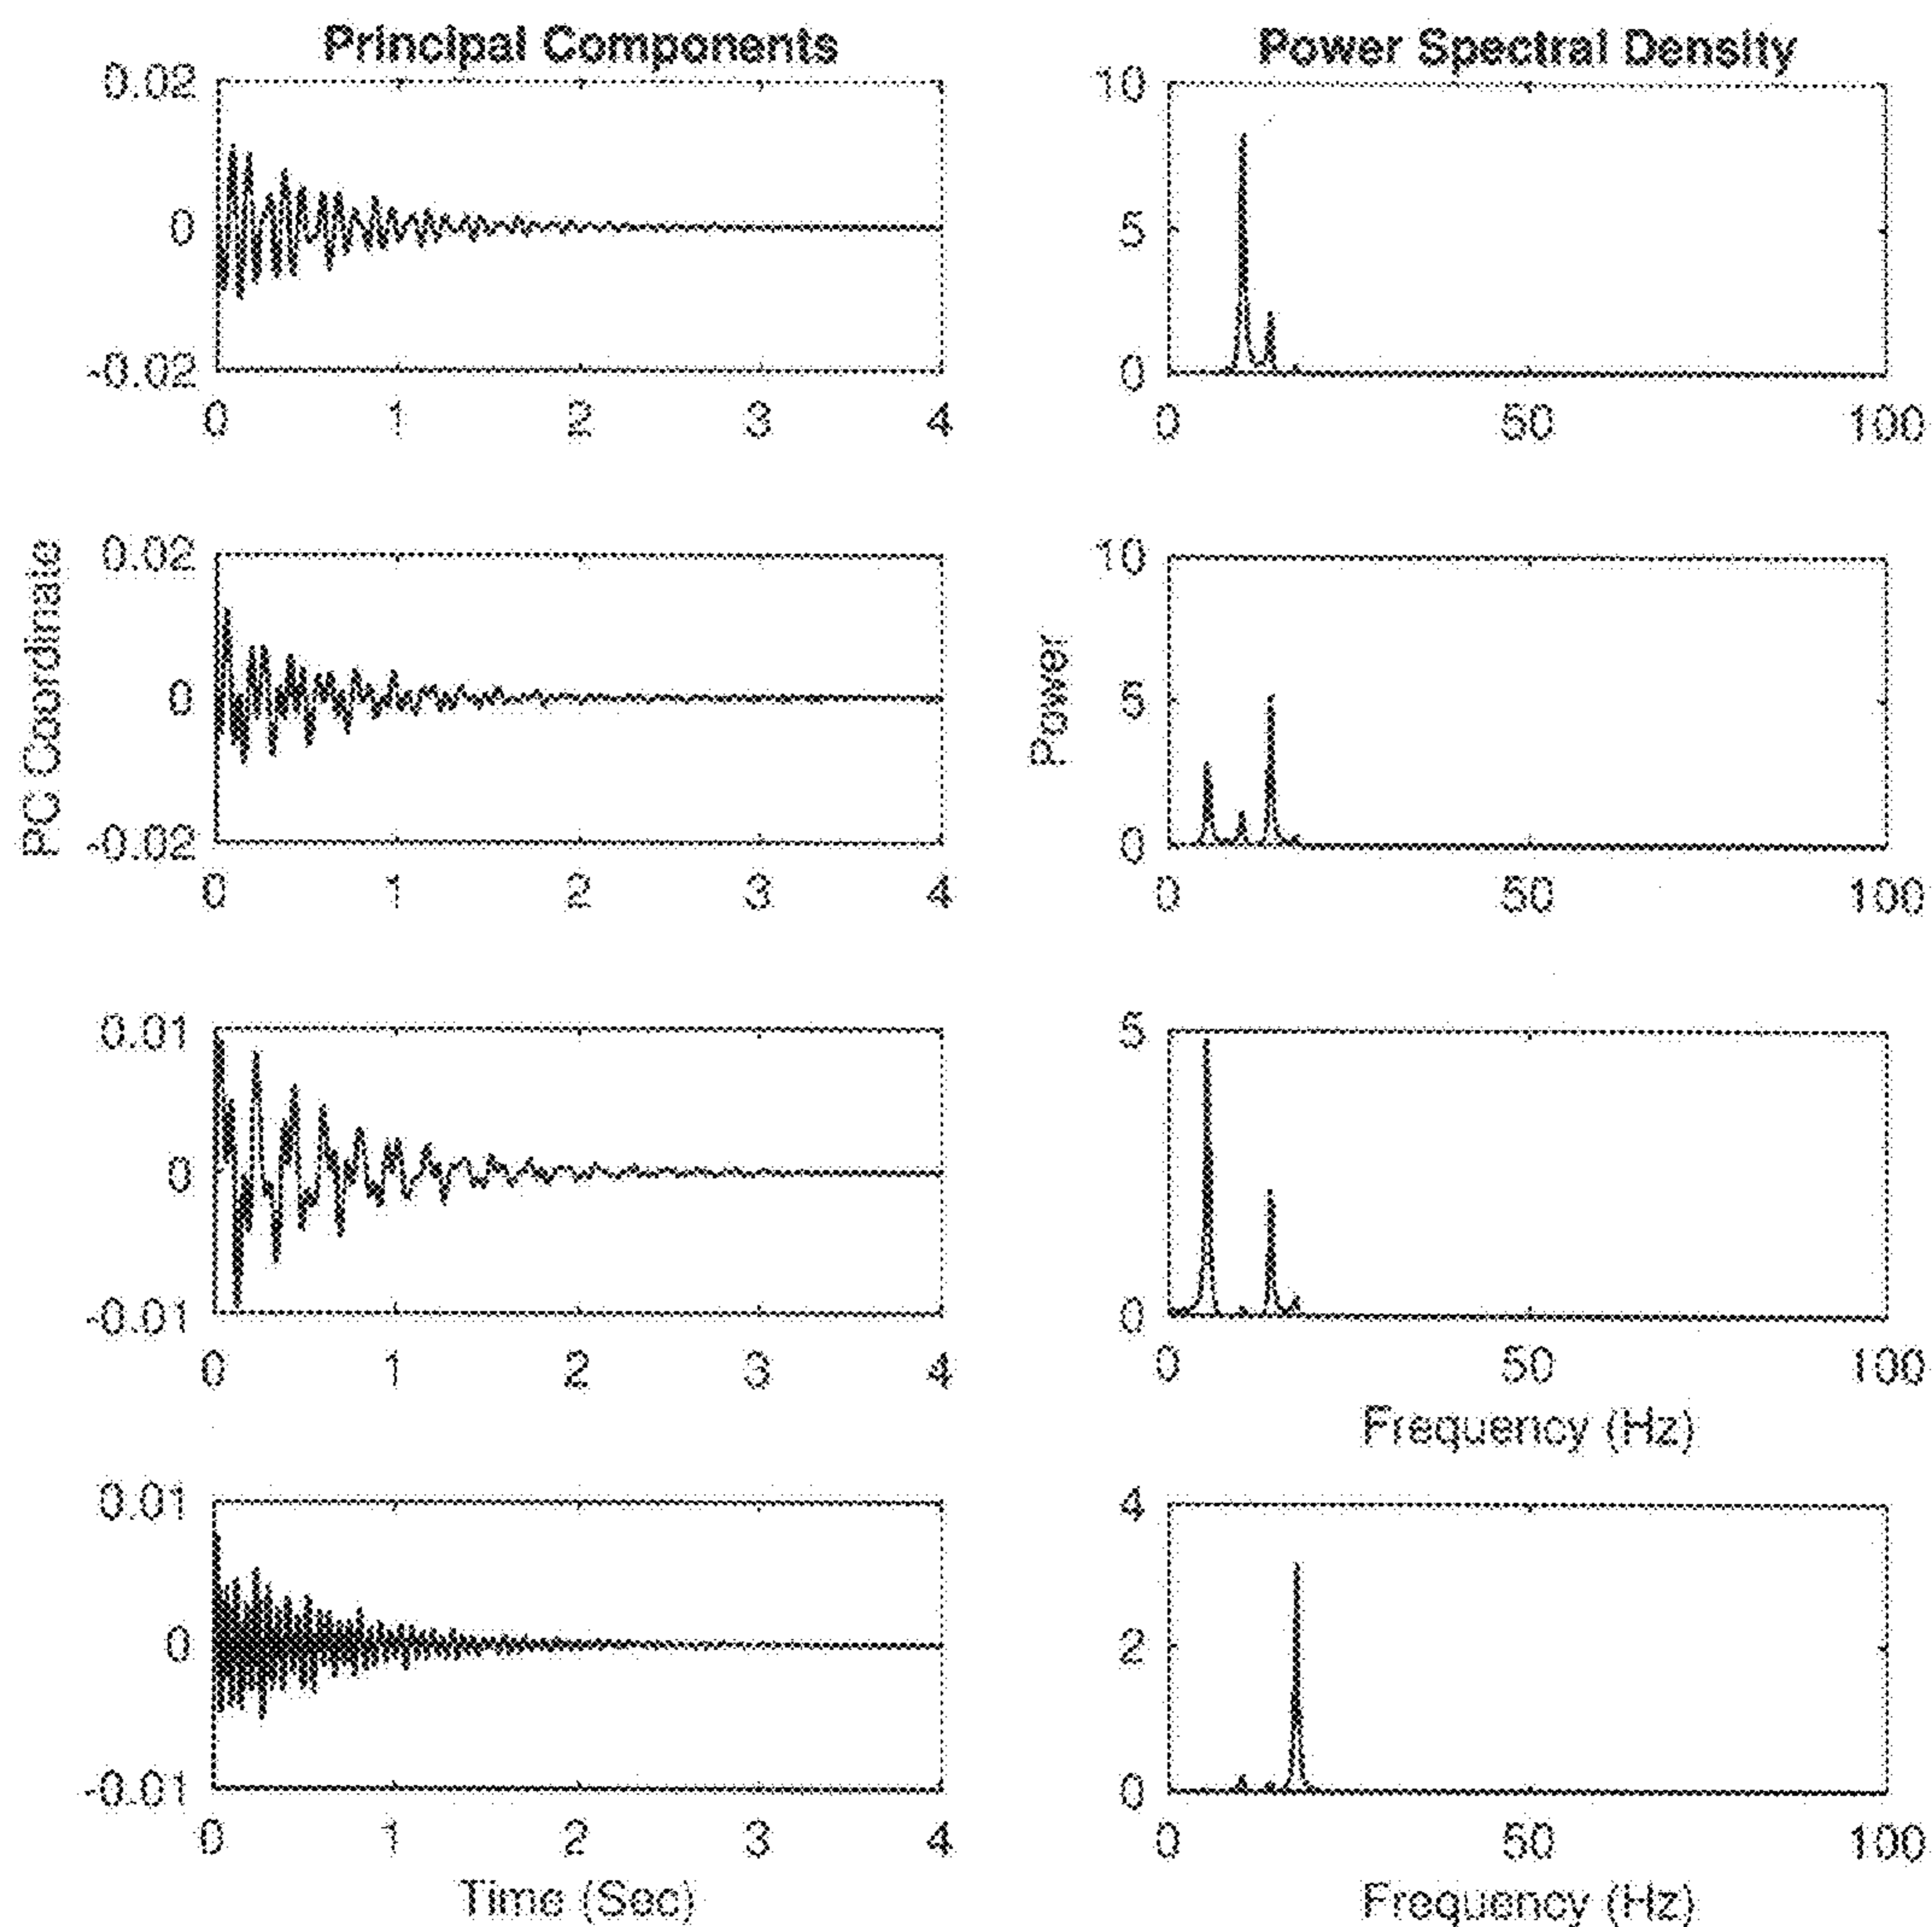 Principal Components
Power Spectral Density
0.02
0
-0.02
0 1 2 3 4
10
5
0
0 50 100
PC Coordinate
0.02
0
-0.02
0 1 2 3 4
Power
10
5
0
0 50 100
0.01
0
-0.01
0 1 2 3 4
5
0
0 50 100
Frequency (Hz)
0.01
0
-0.01
0 1 2 3 4
Time (Sec)
4
2
0
0 50 100
Frequency (Hz)